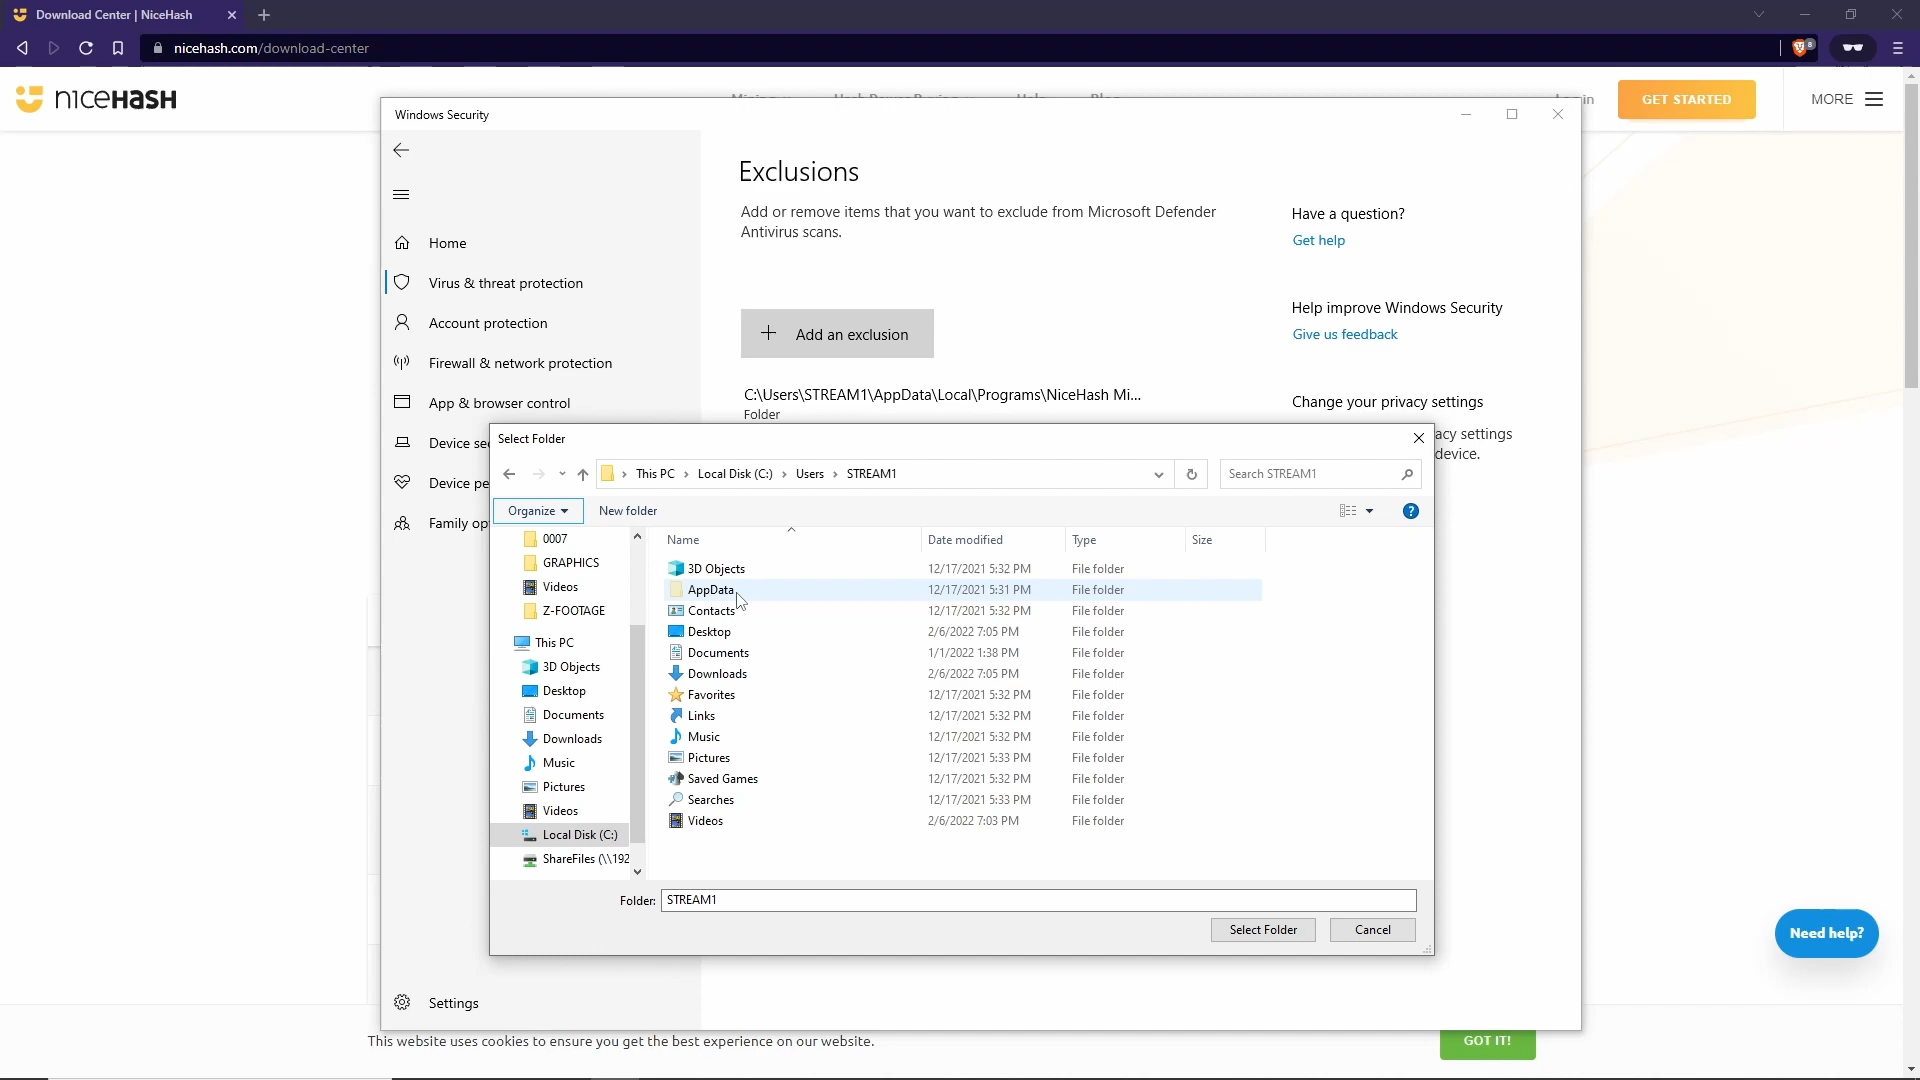 Download Center | NiceHash
nicehash.com/download-center
8
NICEHASH
GET STARTED
MORE
Windows Security
Exclusions
Add or remove items that you want to exclude from Microsoft Defender
Antivirus scans.
Have a question?
Get help
Home
Virus & threat protection
Account protection
Firewall & network protection
App & browser control
Device se
Device pe
Family op
Settings
Help improve Windows Security
Give us feedback
+ Add an exclusion
C:\Users\STREAM1\AppData\Local\Programs\NiceHash Mi...
Folder
Change your privacy settings
acy settings
device.
Select Folder
This PC > Local Disk (C:) > Users > STREAM1
Search STREAM1
Organize
New folder
?
0007
GRAPHICS
Videos
Z-FOOTAGE
This PC
3D Objects
Desktop
Documents
Downloads
Music
Pictures
Videos
Local Disk (C:)
ShareFiles (\\192
Name Date modified Type Size
3D Objects 12/17/2021 5:32 PM File folder
AppData 12/17/2021 5:31 PM File folder
Contacts 12/17/2021 5:32 PM File folder
Desktop 2/6/2022 7:05 PM File folder
Documents 1/1/2022 1:38 PM File folder
Downloads 2/6/2022 7:05 PM File folder
Favorites 12/17/2021 5:32 PM File folder
Links 12/17/2021 5:32 PM File folder
Music 12/17/2021 5:32 PM File folder
Pictures 12/17/2021 5:33 PM File folder
Saved Games 12/17/2021 5:32 PM File folder
Searches 12/17/2021 5:33 PM File folder
Videos 2/6/2022 7:03 PM File folder
Folder: STREAM1
Select Folder
Cancel
Need help?
This website uses cookies to ensure you get the best experience on our website.
GOT IT!